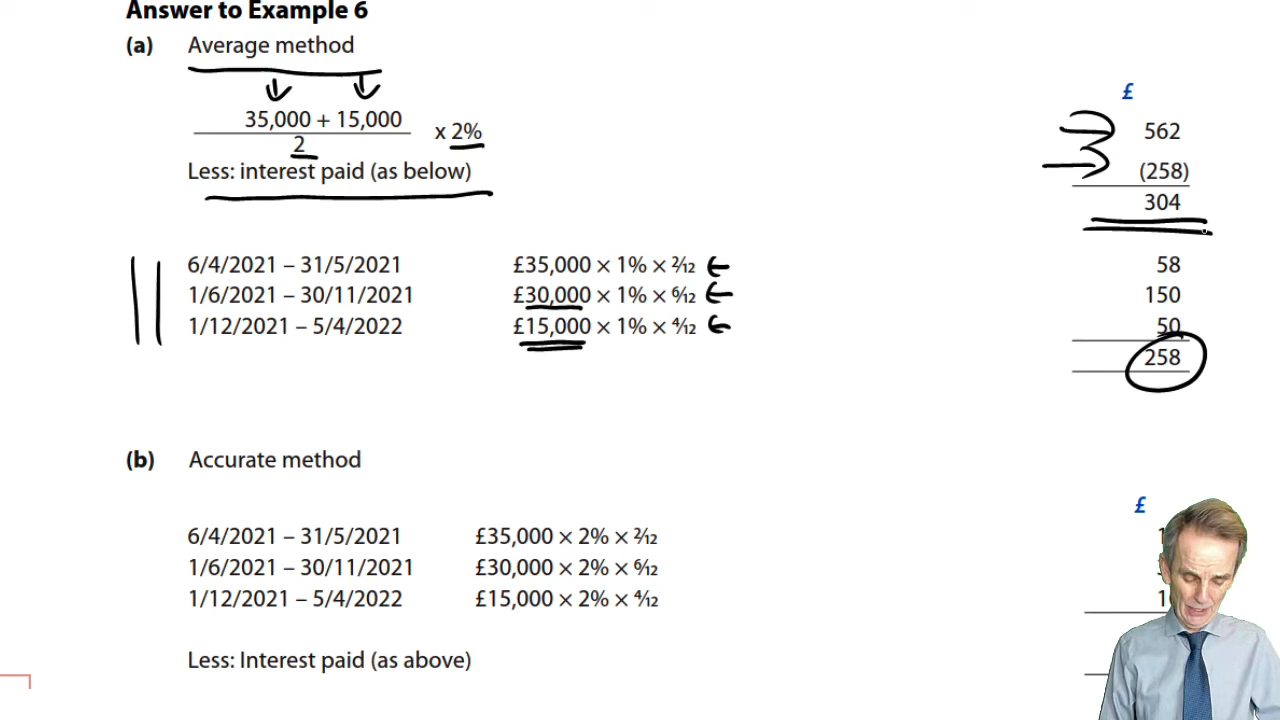 Answer to Example 6
(a) Average method
£
35,000 + 15,000
2
x 2% 562
Less: interest paid (as below) (258)
304
6/4/2021 – 31/5/2021 £35,000 × 1% × 2/12 58
1/6/2021 – 30/11/2021 £30,000 × 1% × 6/12 150
1/12/2021 – 5/4/2022 £15,000 × 1% × 4/12 50
258
(b) Accurate method
£
6/4/2021 – 31/5/2021 £35,000 × 2% × 2/12
1/6/2021 – 30/11/2021 £30,000 × 2% × 6/12
1/12/2021 – 5/4/2022 £15,000 × 2% × 4/12
Less: Interest paid (as above)